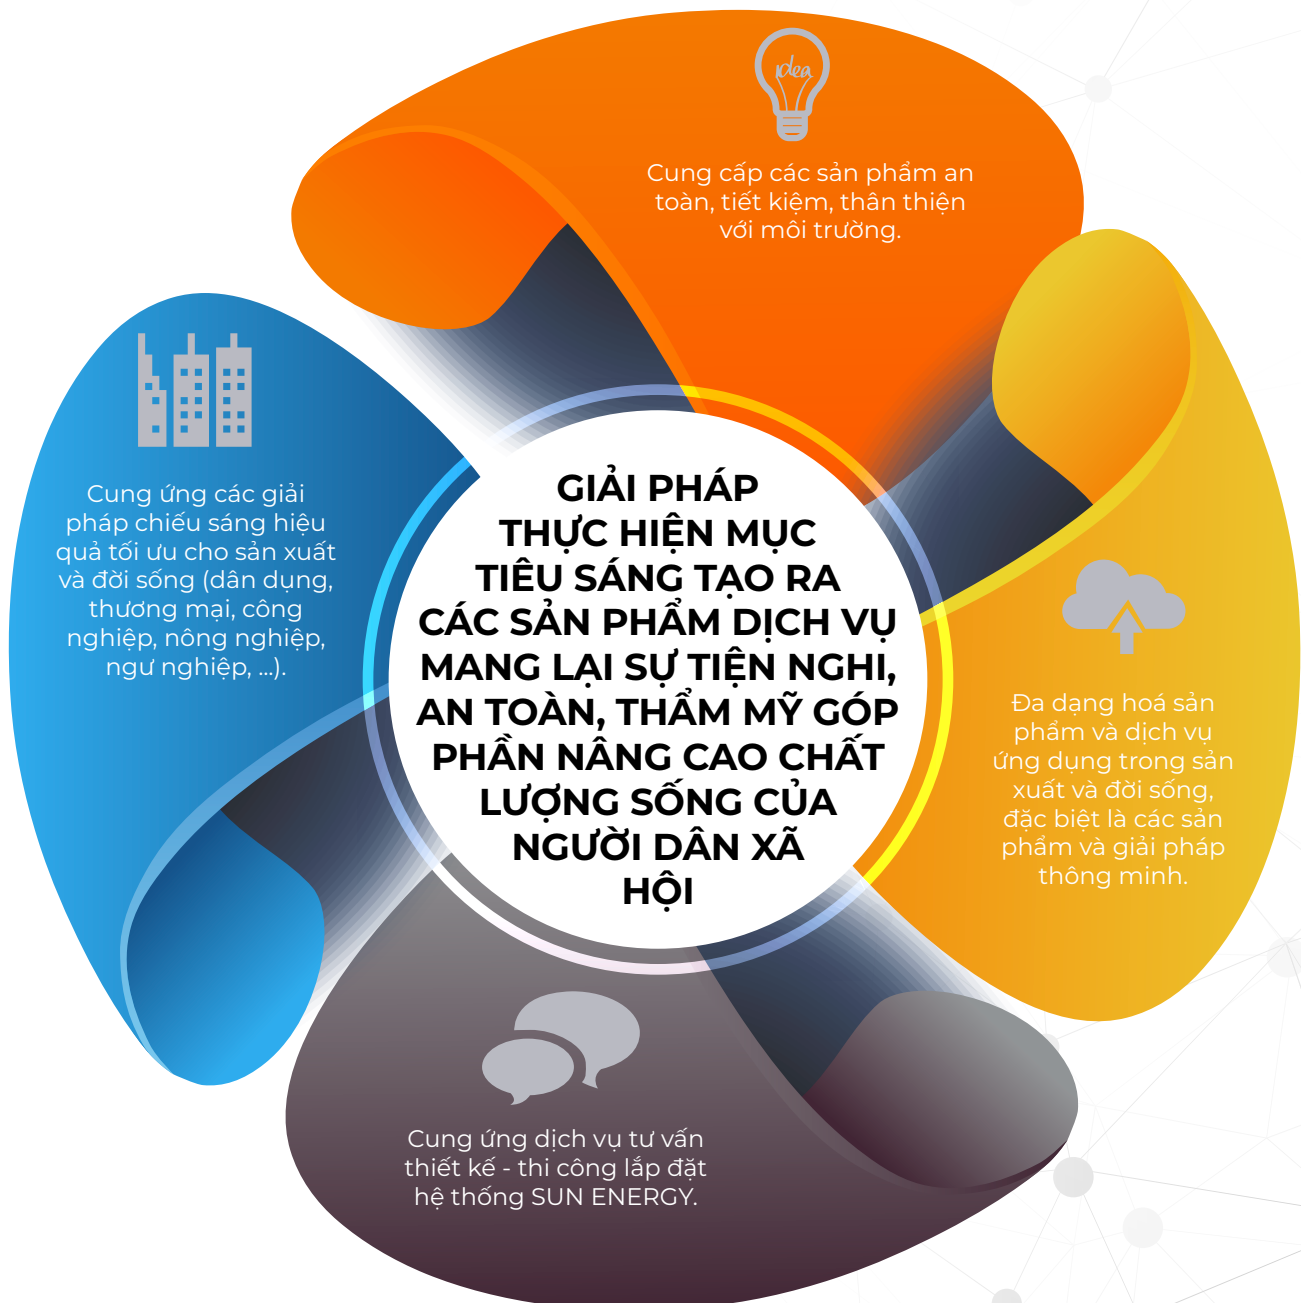 idea
Cung cấp các sản phẩm an
toàn, tiết kiệm, thân thiện
với môi trường.
Cung ứng các giải
pháp chiếu sáng hiệu
quả tối ưu cho sản xuất
và đời sống (dân dụng,
thương mại, công
nghiệp, nông nghiệp,
ngư nghiệp, ...).
GIẢI PHÁP
THỰC HIỆN MỤC
TIÊU SÁNG TẠO RA
CÁC SẢN PHẨM DỊCH VỤ
MANG LẠI SỰ TIỆN NGHI,
AN TOÀN, THẨM MỸ GÓP
PHẦN NÂNG CAO CHẤT
LƯỢNG SỐNG CỦA
NGƯỜI DÂN XÃ
HỘI
Đa dạng hoá sản
phẩm và dịch vụ
ứng dụng trong sản
xuất và đời sống,
đặc biệt là các sản
phẩm và giải pháp
thông minh.
Cung ứng dịch vụ tư vấn
thiết kế - thi công lắp đặt
hệ thống SUN ENERGY.